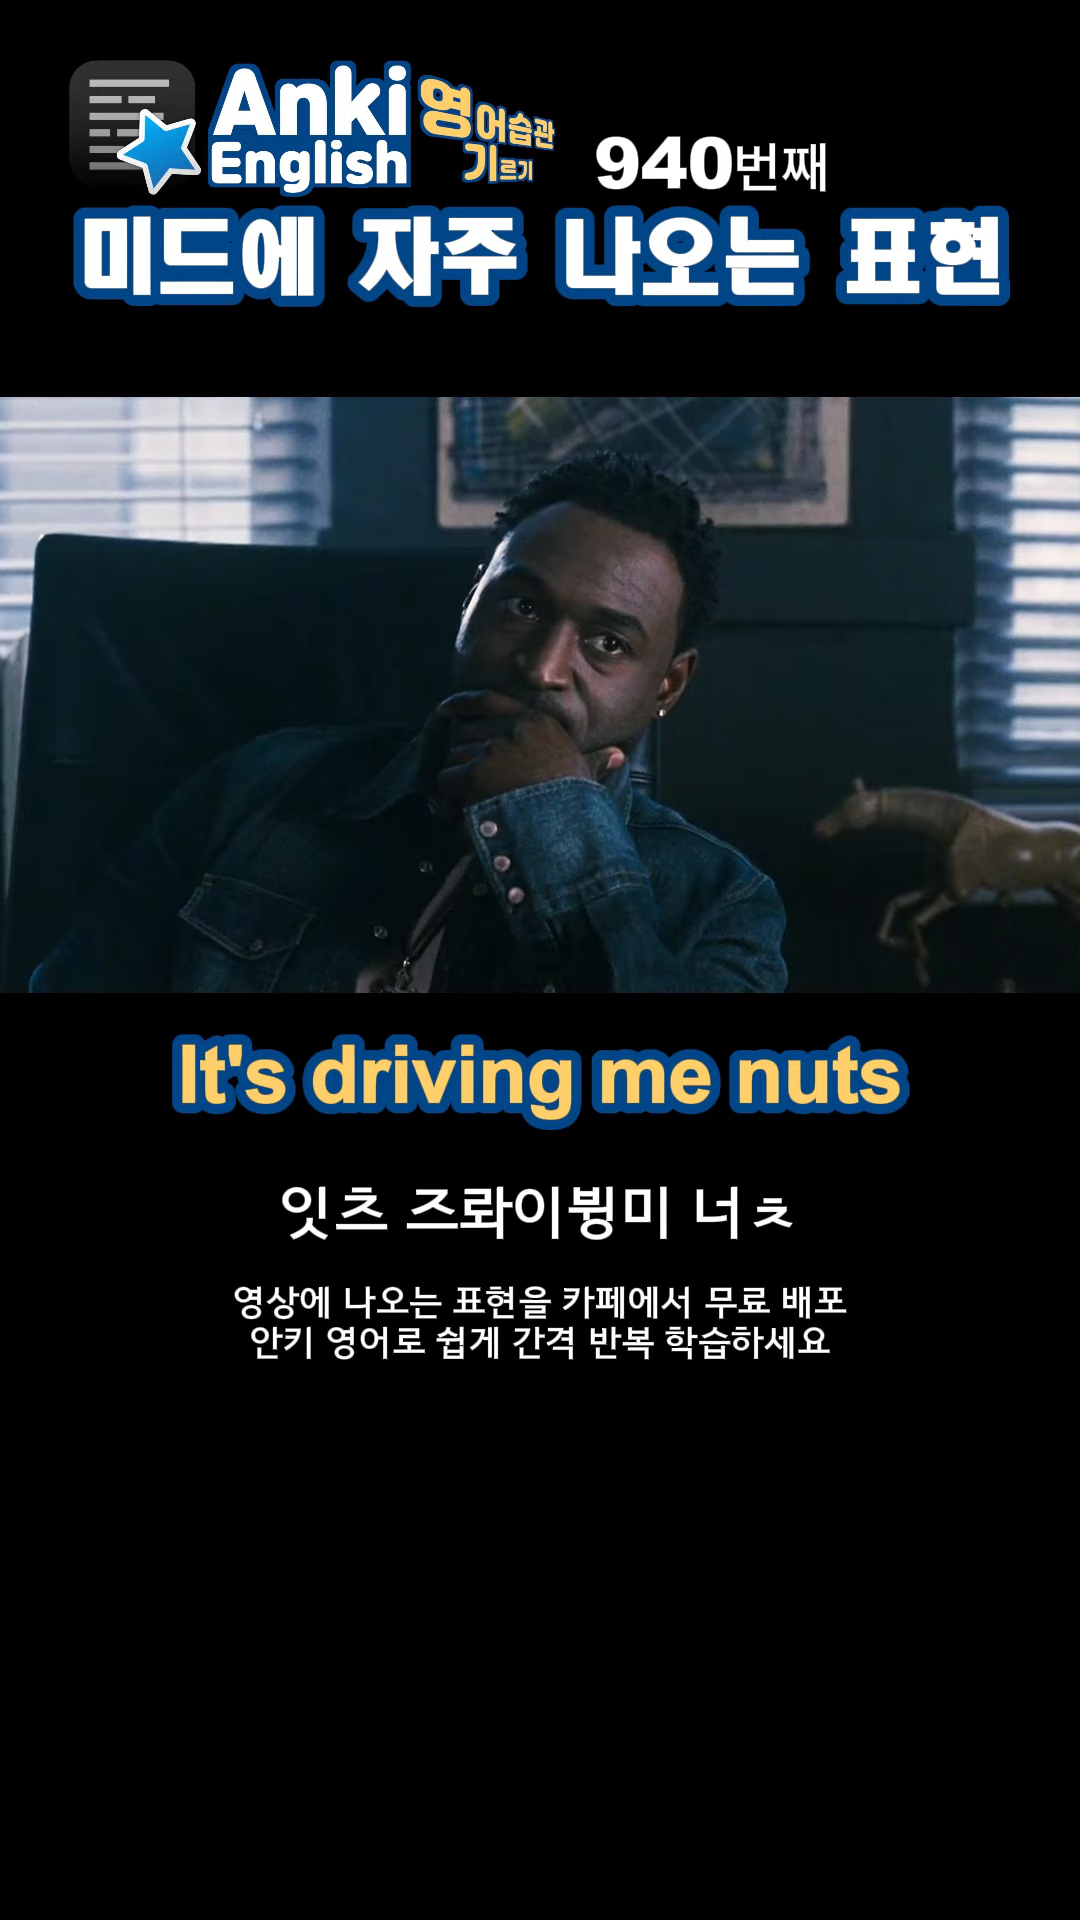 Anki English 영어습관 기르기
940번째
미드에 자주 나오는 표현
It's driving me nuts
잇츠 즈롸이뷩미 너ㅊ
영상에 나오는 표현을 카페에서 무료 배포
안키 영어로 쉽게 간격 반복 학습하세요